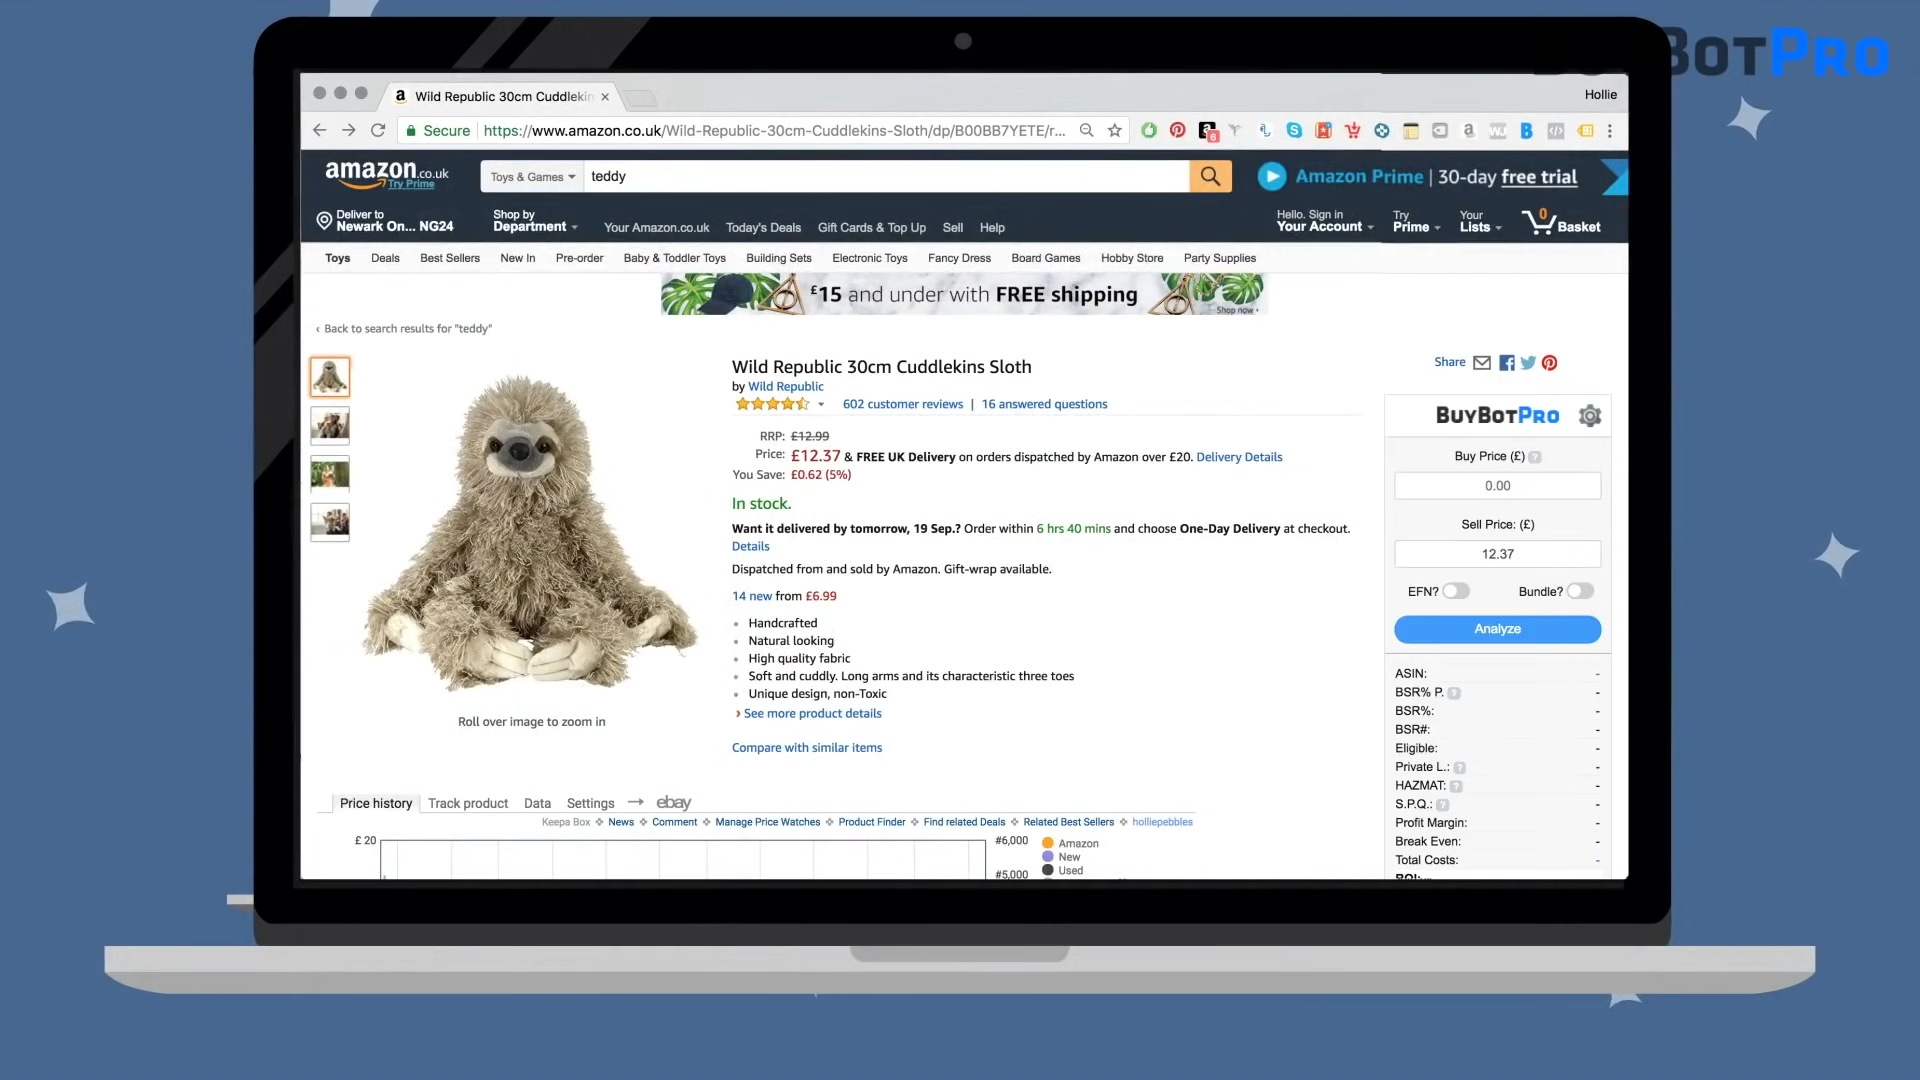 BOTPRO
Wild Republic 30cm Cuddlekin
Hollie
Secure https://www.amazon.co.uk/Wild-Republic-30cm-Cuddlekins-Sloth/dp/B00BB7YETE/r...
6
amazon.co.uk
Try Prime
Toys & Games
teddy
Amazon Prime | 30-day free trial
Deliver to
Newark On... NG24
Shop by
Department
Your Amazon.co.uk Today's Deals Gift Cards & Top Up Sell Help
Hello. Sign in
Your Account
Try
Prime
Your
Lists
0
Basket
Toys Deals Best Sellers New In Pre-order Baby & Toddler Toys Building Sets Electronic Toys Fancy Dress Board Games Hobby Store Party Supplies
£15 and under with FREE shipping
Shop now ›
‹ Back to search results for "teddy"
Wild Republic 30cm Cuddlekins Sloth
by Wild Republic
602 customer reviews | 16 answered questions
RRP: £12.99
Price: £12.37 & FREE UK Delivery on orders dispatched by Amazon over £20. Delivery Details
You Save: £0.62 (5%)
In stock.
Want it delivered by tomorrow, 19 Sep.? Order within 6 hrs 40 mins and choose One-Day Delivery at checkout.
Details
Dispatched from and sold by Amazon. Gift-wrap available.
14 new from £6.99
Handcrafted
Natural looking
High quality fabric
Soft and cuddly. Long arms and its characteristic three toes
Unique design, non-Toxic
› See more product details
Compare with similar items
Roll over image to zoom in
Share
BUYBOTPRO
Buy Price (£) ?
0.00
Sell Price: (£)
12.37
EFN? Bundle?
Analyze
ASIN: -
BSR% P. ? -
BSR%: -
BSR#: -
Eligible: -
Private L.: ? -
HAZMAT: ? -
S.P.Q.: ? -
Profit Margin: -
Break Even: -
Total Costs: -
Price history Track product Data Settings → ebay
Keepa Box News Comment Manage Price Watches Product Finder Find related Deals Related Best Sellers holliepebbles
£ 20
#6,000
#5,000
Amazon
New
Used